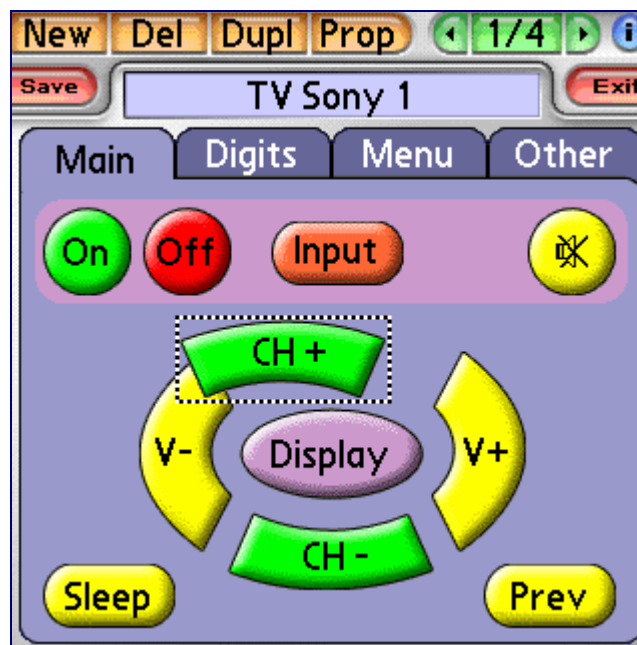 New Del Dupl Prop 1/4 i
Save TV Sony 1 Exit
Main Digits Menu Other
On Off Input
CH +
V- Display V+
CH -
Sleep Prev